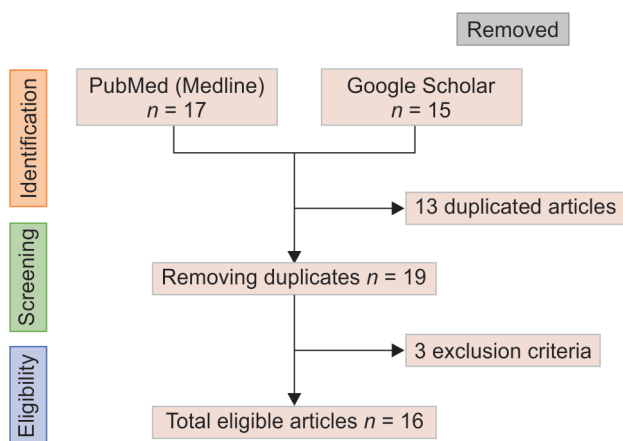 Removed
Identification
PubMed (Medline)
n = 17
Google Scholar
n = 15
13 duplicated articles
Screening
Removing duplicates n = 19
3 exclusion criteria
Eligibility
Total eligible articles n = 16